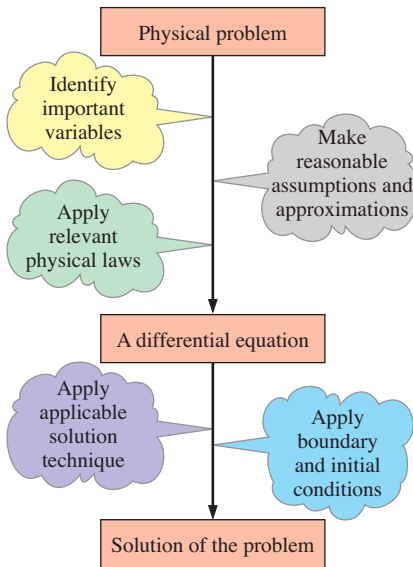 Physical problem
Identify
important
variables
Make
reasonable
assumptions and
approximations
Apply
relevant
physical laws
A differential equation
Apply
applicable
solution
technique
Apply
boundary
and initial
conditions
Solution of the problem